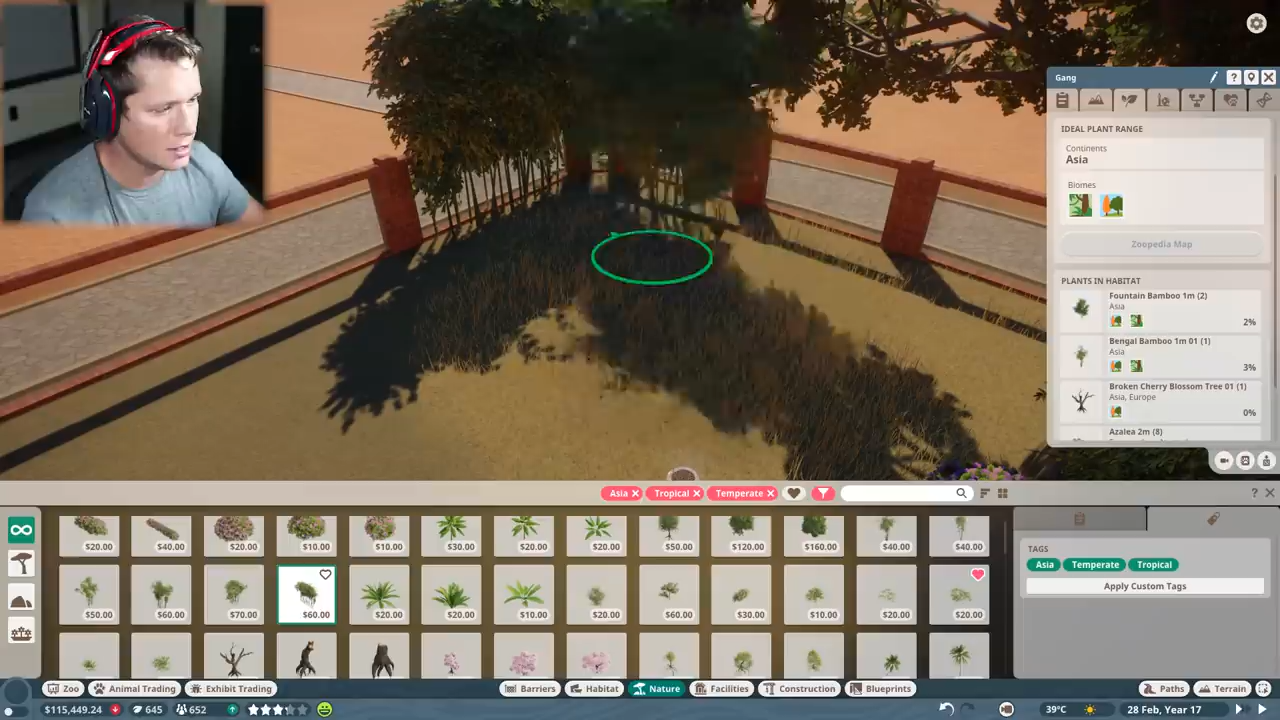 Gang
?
IDEAL PLANT RANGE
Continents
Asia
Biomes
Zoopedia Map
PLANTS IN HABITAT
Fountain Bamboo 1m (2)
Asia
2%
Bengal Bamboo 1m 01 (1)
Asia
3%
Broken Cherry Blossom Tree 01 (1)
Asia, Europe
0%
Azalea 2m (8)
Asia Tropical Temperate
?
$20.00 $40.00 $20.00 $10.00 $10.00 $30.00 $20.00 $20.00 $50.00 $120.00 $160.00 $40.00 $40.00
$50.00 $60.00 $70.00 $60.00 $20.00 $20.00 $10.00 $20.00 $60.00 $30.00 $10.00 $20.00 $20.00
TAGS
Asia Temperate Tropical
Apply Custom Tags
Zoo Animal Trading Exhibit Trading Barriers Habitat Nature Facilities Construction Blueprints Paths Terrain
$115,449.24 645 652 39°C 28 Feb, Year 17